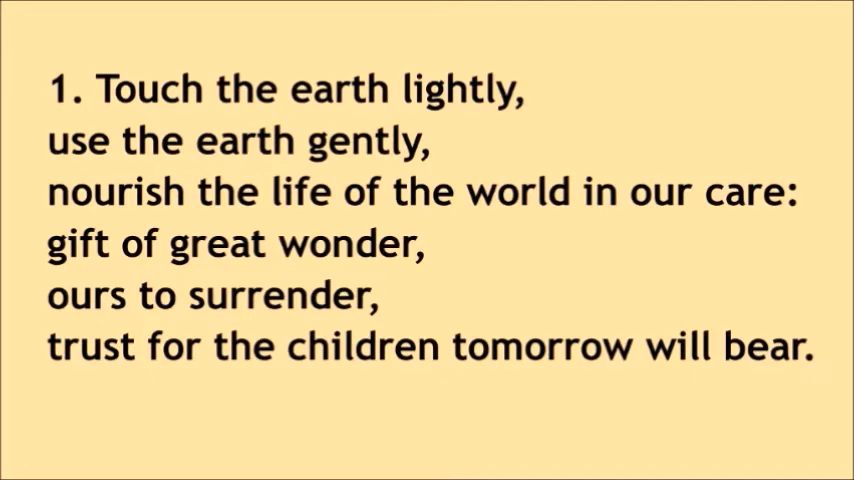 1. Touch the earth lightly,
use the earth gently,
nourish the life of the world in our care:
gift of great wonder,
ours to surrender,
trust for the children tomorrow will bear.